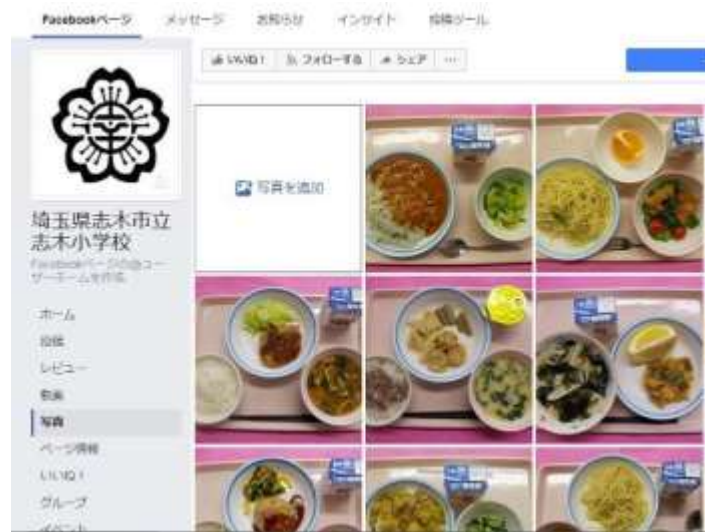 Facebookページ メッセージ お知らせ インサイト 投稿ツール
いいね! フォローする シェア …
写真を追加
埼玉県志木市立
志木小学校
ホーム
投稿
レビュー
動画
写真
ページ情報
いいね!
グループ
イベント